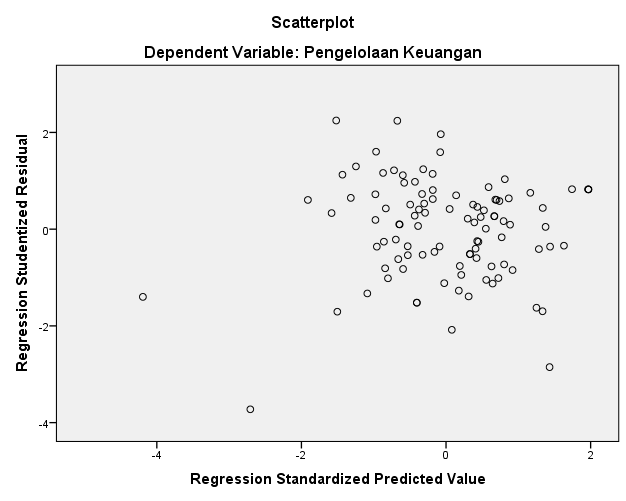 Scatterplot
Dependent Variable: Pengelolaan Keuangan
Regression Studentized Residual
2
0
-2
-4
-4
-2
0
2
Regression Standardized Predicted Value